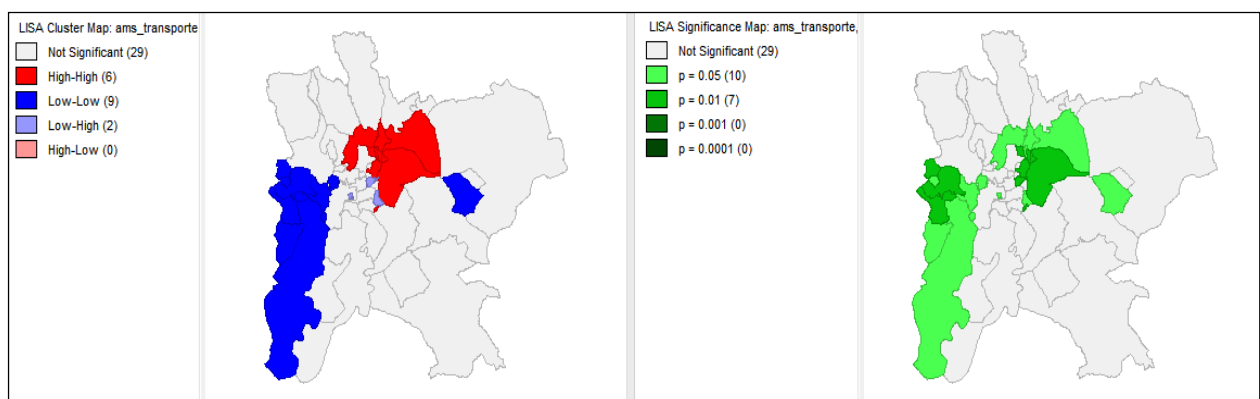 LISA Cluster Map: ams_transporte
Not Significant (29)
High-High (6)
Low-Low (9)
Low-High (2)
High-Low (0)
LISA Significance Map: ams_transporte,
Not Significant (29)
p = 0.05 (10)
p = 0.01 (7)
p = 0.001 (0)
p = 0.0001 (0)